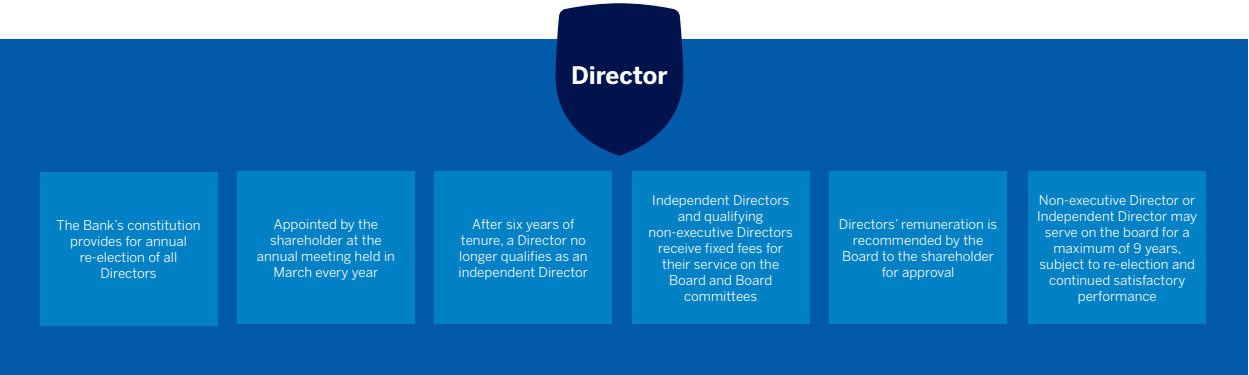 Director
The Bank’s constitution
provides for annual
re-election of all
Directors
Appointed by the
shareholder at the
annual meeting held in
March every year
After six years of
tenure, a Director no
longer qualifies as an
independent Director
Independent Directors
and qualifying
non-executive Directors
receive fixed fees for
their service on the
Board and Board
committees
Directors’ remuneration is
recommended by the
Board to the shareholder
for approval
Non-executive Director or
Independent Director may
serve on the board for a
maximum of 9 years,
subject to re-election and
continued satisfactory
performance